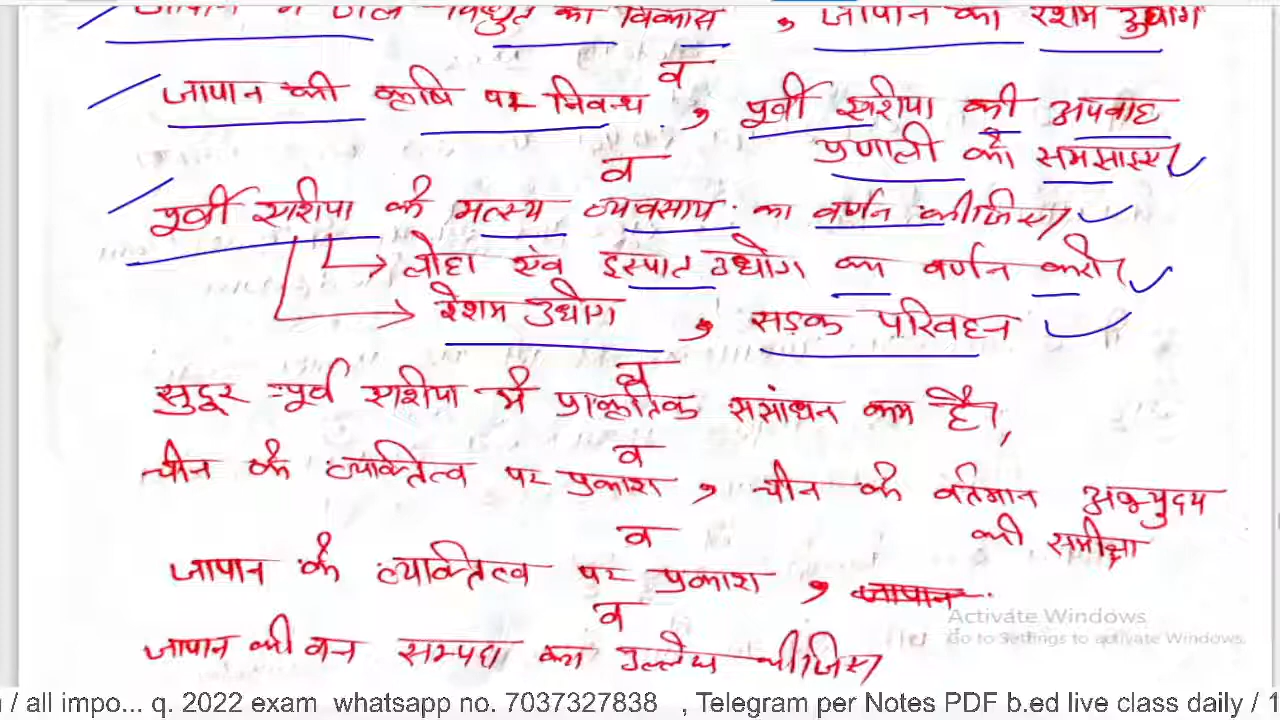 जापान में जल विद्युत का विकास , जापान का रेशम उद्योग
व
जापान की कृषि पर निबन्ध , पूर्वी एशिया की अपवाह
प्रणाली की समस्याएं
व
पूर्वी एशिया के मत्स्य व्यवसाय का वर्णन कीजिए।
लोहा एंव इस्पात उधोग का वर्णन करो।
रेशम उधोग , सड़क परिवहन
व
सुदूर पूर्व एशिया में प्राकृतिक संसाधन कम है।,
व
चीन के व्यक्तित्व पर प्रकाश , चीन के वर्तमान अभ्युदय
की समीक्षा
व
जापान के व्यक्तित्व पर प्रकाश , जापान
व
जापान की वन सम्पदा का उल्लेख कीजिए।
Activate Windows
Go to Settings to activate Windows.
/ all impo... q. 2022 exam whatsapp no. 7037327838 , Telegram per Notes PDF b.ed live class daily / 1